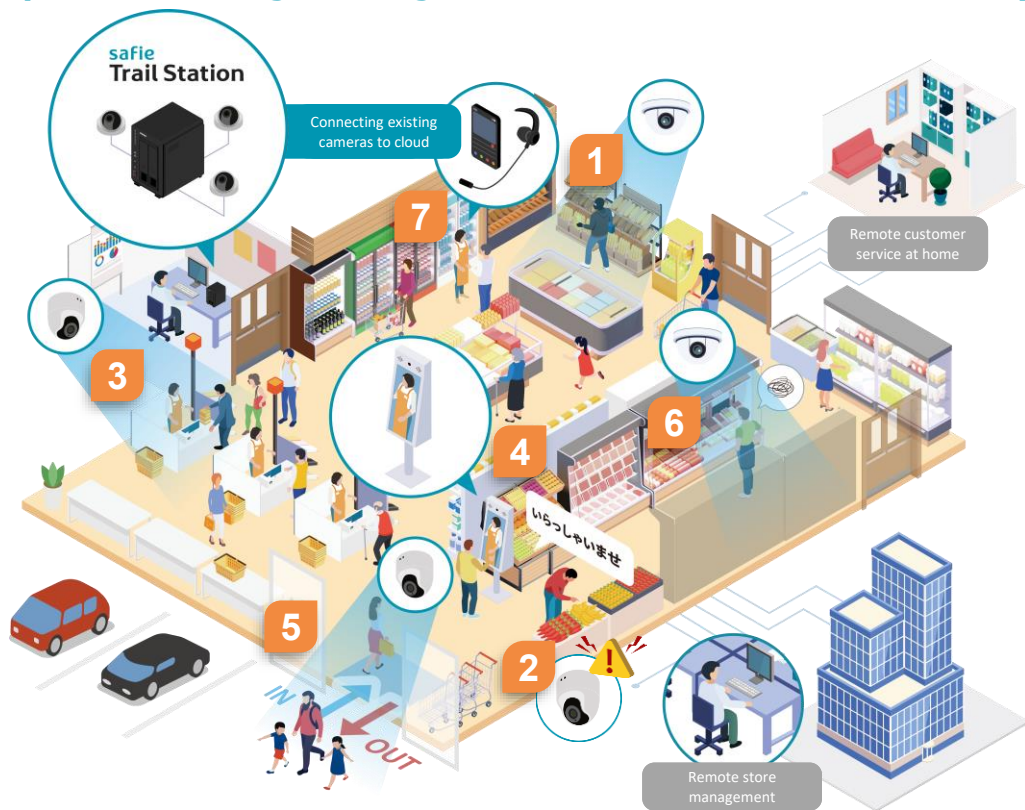 safie
Trail Station
Connecting existing
cameras to cloud
1
7
Remote customer
service at home
3
4
6
いらっしゃいませ
5
2
!
IN
OUT
Remote store
management